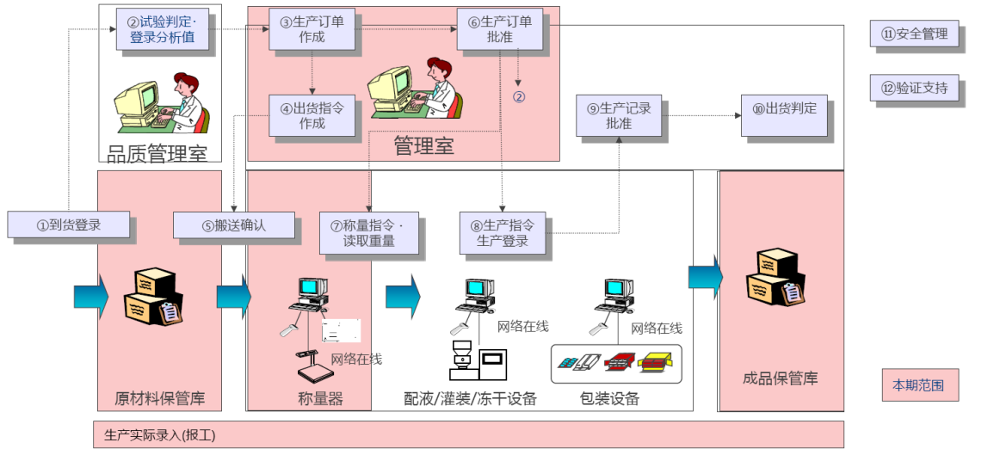 ②试验判定·
登录分析值
③生产订单
作成
⑥生产订单
批准
⑪安全管理
⑫验证支持
②
④出货指令
作成
⑨生产记录
批准
⑩出货判定
品质管理室
管理室
①到货登录
⑤搬送确认
⑦称量指令·
读取重量
⑧生产指令
生产登录
网络在线
网络在线
网络在线
原材料保管库
称量器
配液/灌装/冻干设备
包装设备
成品保管库
本期范围
生产实际录入(报工)